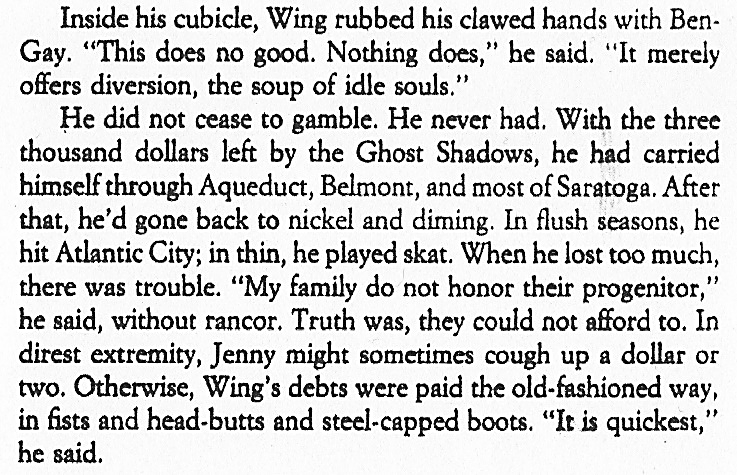 Inside his cubicle, Wing rubbed his clawed hands with Ben-
Gay. “This does no good. Nothing does,” he said. “It merely
offers diversion, the soup of idle souls.”
He did not cease to gamble. He never had. With the three
thousand dollars left by the Ghost Shadows, he had carried
himself through Aqueduct, Belmont, and most of Saratoga. After
that, he’d gone back to nickel and diming. In flush seasons, he
hit Atlantic City; in thin, he played skat. When he lost too much,
there was trouble. “My family do not honor their progenitor,”
he said, without rancor. Truth was, they could not afford to. In
direst extremity, Jenny might sometimes cough up a dollar or
two. Otherwise, Wing’s debts were paid the old-fashioned way,
in fists and head-butts and steel-capped boots. “It is quickest,”
he said.